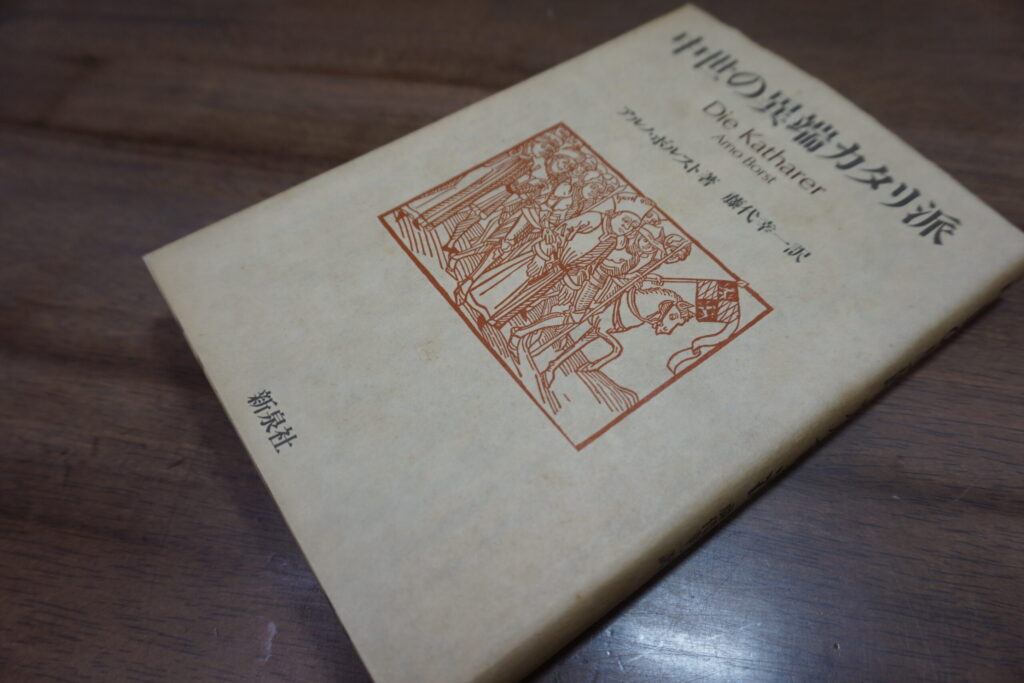 中世の異端カタリ派
Die Katharer
Arno Borst
アルノ・ボルスト著 藤代幸一訳
新泉社